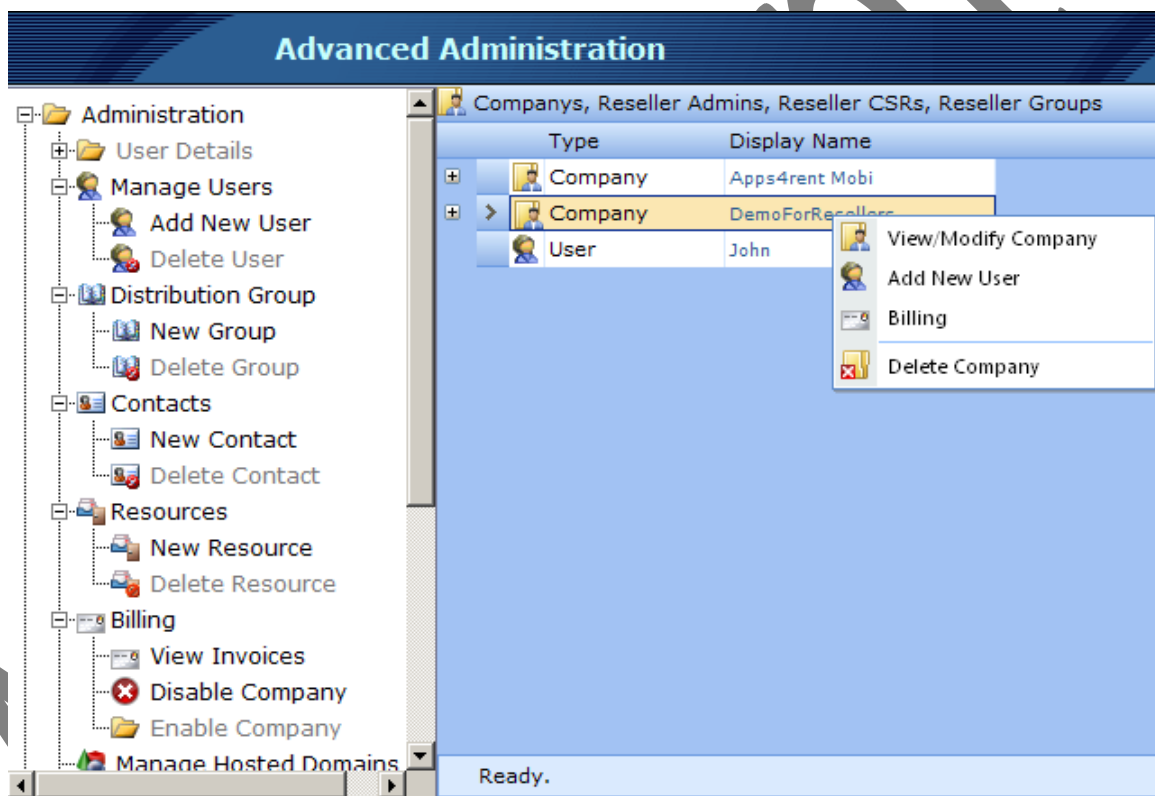 Advanced Administration
Administration
User Details
Manage Users
Add New User
Delete User
Distribution Group
New Group
Delete Group
Contacts
New Contact
Delete Contact
Resources
New Resource
Delete Resource
Billing
View Invoices
Disable Company
Enable Company
Manage Hosted Domains
Companys, Reseller Admins, Reseller CSRs, Reseller Groups
Type Display Name
Company Apps4rent Mobi
Company DemoForResellers
User John
View/Modify Company
Add New User
Billing
Delete Company
Ready.